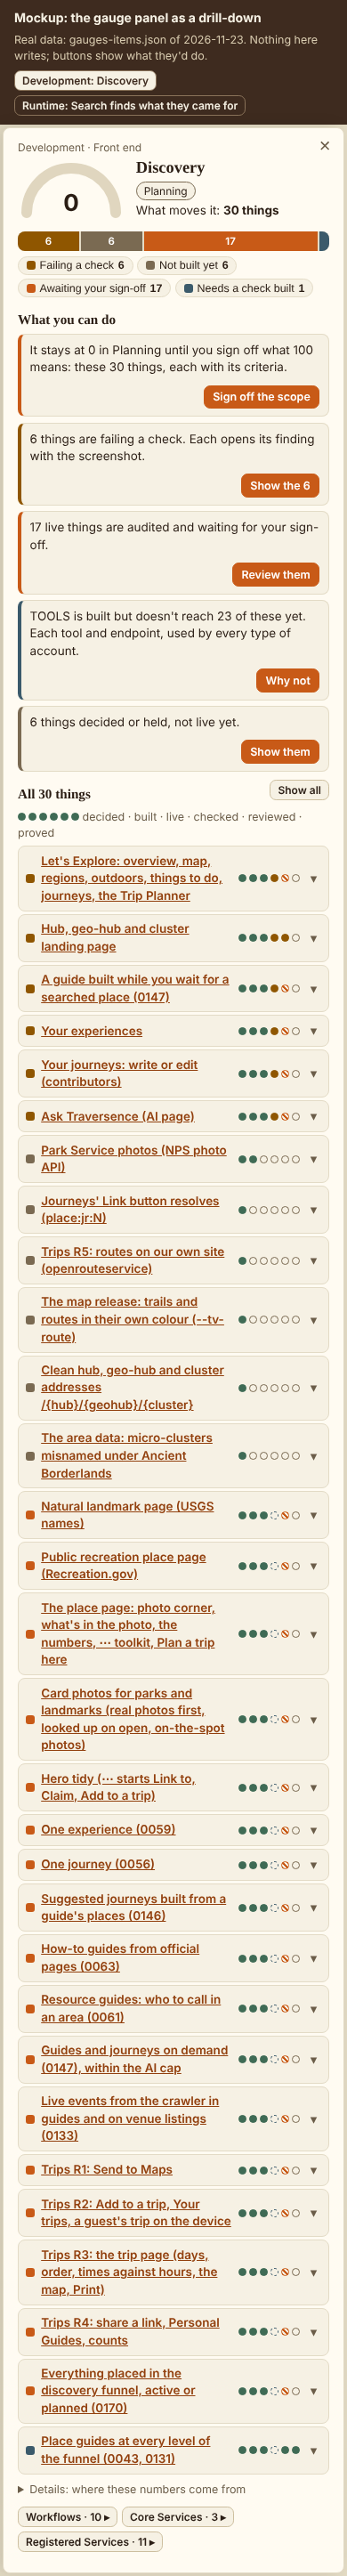 Mockup: the gauge panel as a drill-down
Real data: gauges-items.json of 2026-11-23. Nothing here
writes; buttons show what they'd do.
Development: Discovery
Runtime: Search finds what they came for
Development · Front end
✕
0
Discovery
Planning
What moves it: 30 things
6
6
17
Failing a check 6
Not built yet 6
Awaiting your sign-off 17
Needs a check built 1
What you can do
It stays at 0 in Planning until you sign off what 100
means: these 30 things, each with its criteria.
Sign off the scope
6 things are failing a check. Each opens its finding
with the screenshot.
Show the 6
17 live things are audited and waiting for your sign-
off.
Review them
TOOLS is built but doesn't reach 23 of these yet.
Each tool and endpoint, used by every type of
account.
Why not
6 things decided or held, not live yet.
Show them
All 30 things
Show all
decided · built · live · checked · reviewed ·
proved
Let's Explore: overview, map,
regions, outdoors, things to do,
journeys, the Trip Planner
Hub, geo-hub and cluster
landing page
A guide built while you wait for a
searched place (0147)
Your experiences
Your journeys: write or edit
(contributors)
Ask Traversence (AI page)
Park Service photos (NPS photo
API)
Journeys' Link button resolves
(place:jr:N)
Trips R5: routes on our own site
(openrouteservice)
The map release: trails and
routes in their own colour (--tv-
route)
Clean hub, geo-hub and cluster
addresses
/{hub}/{geohub}/{cluster}
The area data: micro-clusters
misnamed under Ancient
Borderlands
Natural landmark page (USGS
names)
Public recreation place page
(Recreation.gov)
The place page: photo corner,
what's in the photo, the
numbers, ··· toolkit, Plan a trip
here
Card photos for parks and
landmarks (real photos first,
looked up on open, on-the-spot
photos)
Hero tidy (··· starts Link to,
Claim, Add to a trip)
One experience (0059)
One journey (0056)
Suggested journeys built from a
guide's places (0146)
How-to guides from official
pages (0063)
Resource guides: who to call in
an area (0061)
Guides and journeys on demand
(0147), within the AI cap
Live events from the crawler in
guides and on venue listings
(0133)
Trips R1: Send to Maps
Trips R2: Add to a trip, Your
trips, a guest's trip on the device
Trips R3: the trip page (days,
order, times against hours, the
map, Print)
Trips R4: share a link, Personal
Guides, counts
Everything placed in the
discovery funnel, active or
planned (0170)
Place guides at every level of
the funnel (0043, 0131)
▶ Details: where these numbers come from
Workflows · 10 ▸
Core Services · 3 ▸
Registered Services · 11 ▸